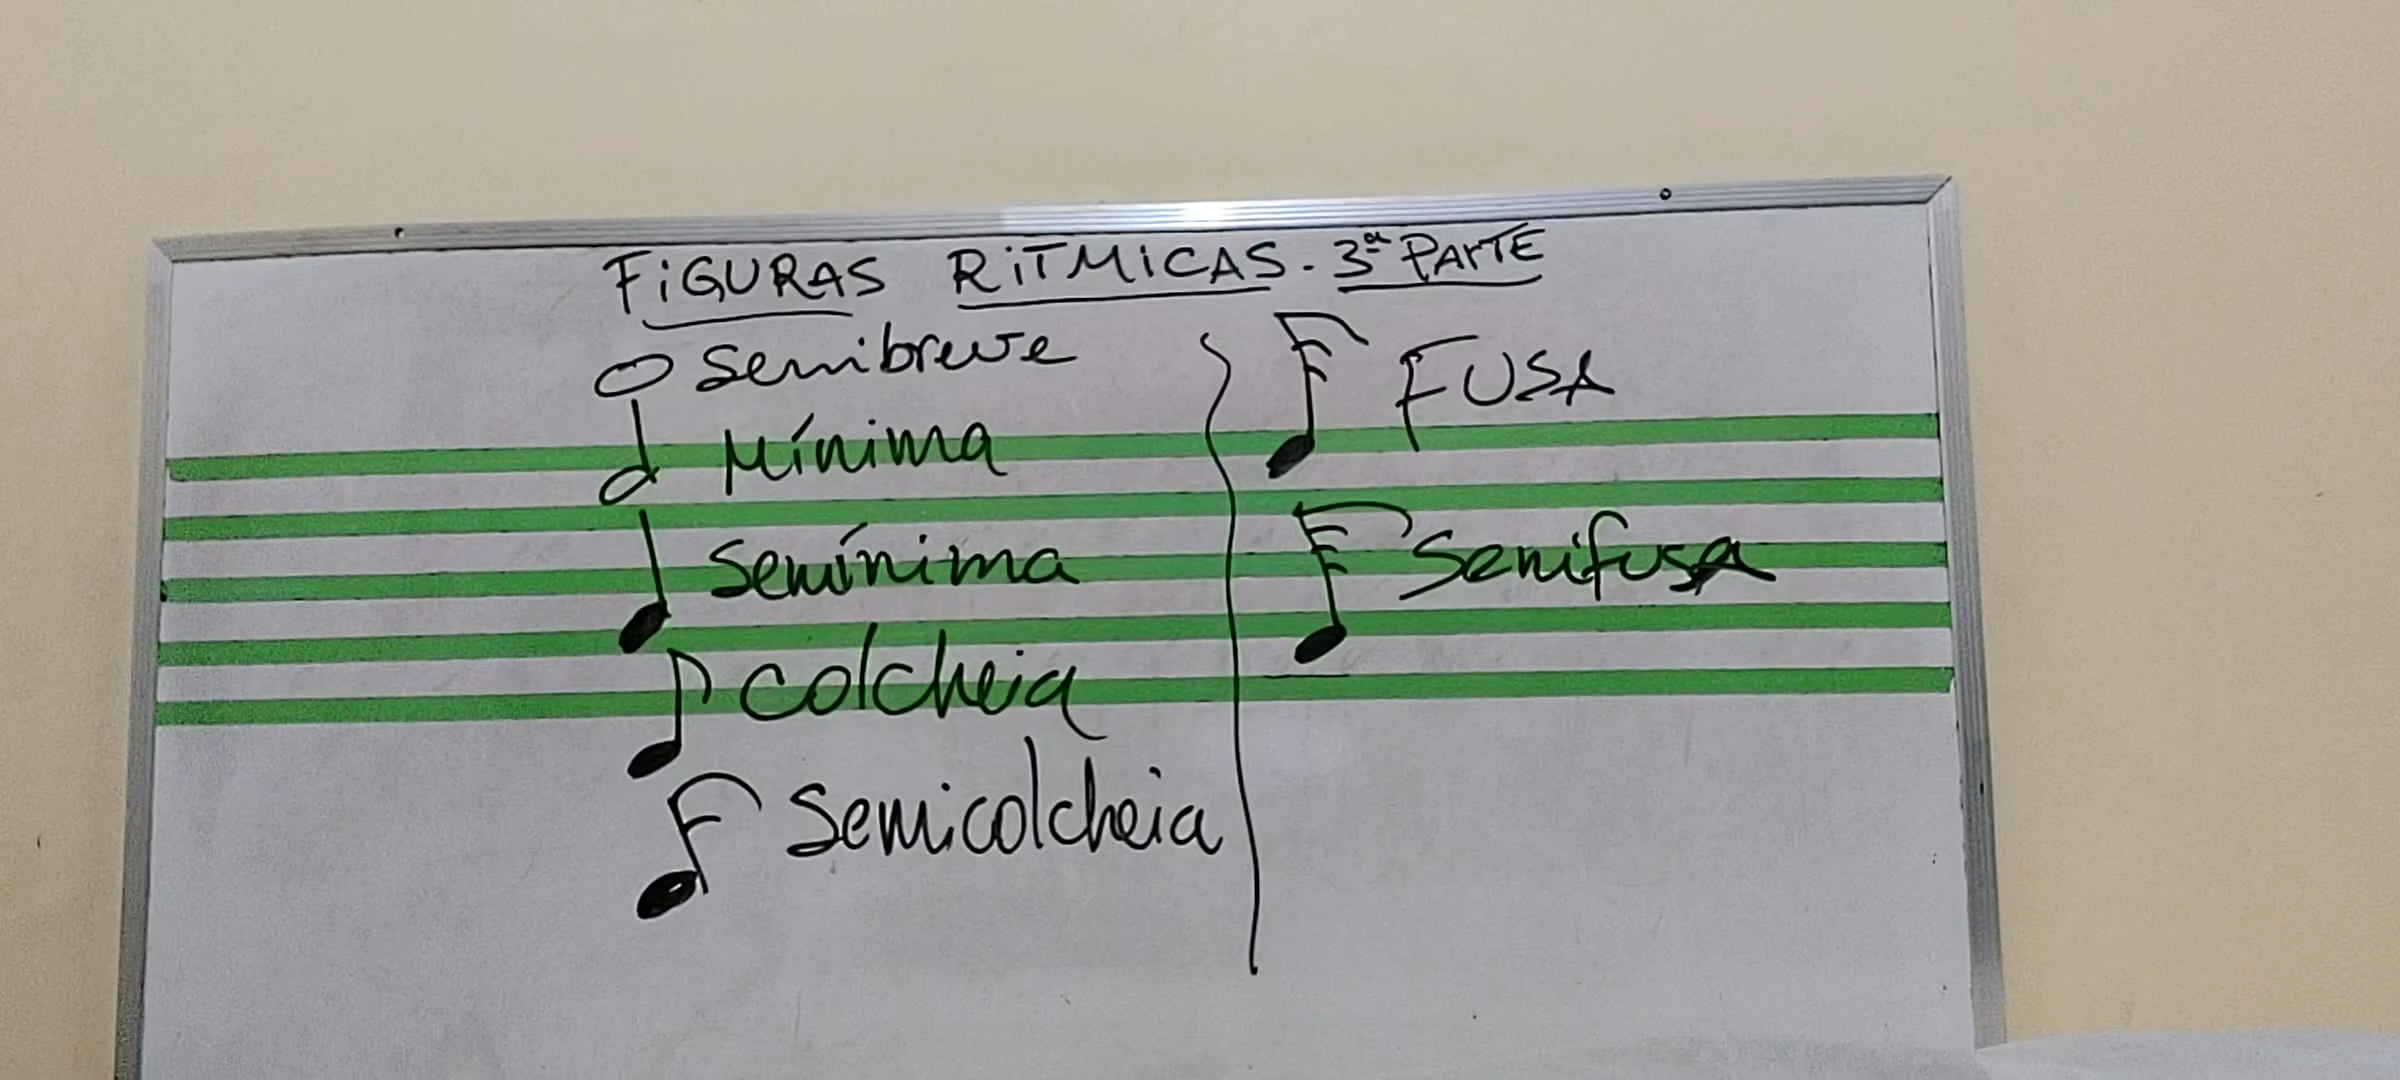 FiGURAS RiTMiCAS. 3ª PArTE
semibreve
Mínima
Semínima
colcheia
Semicolcheia
FUSA
Semifusa